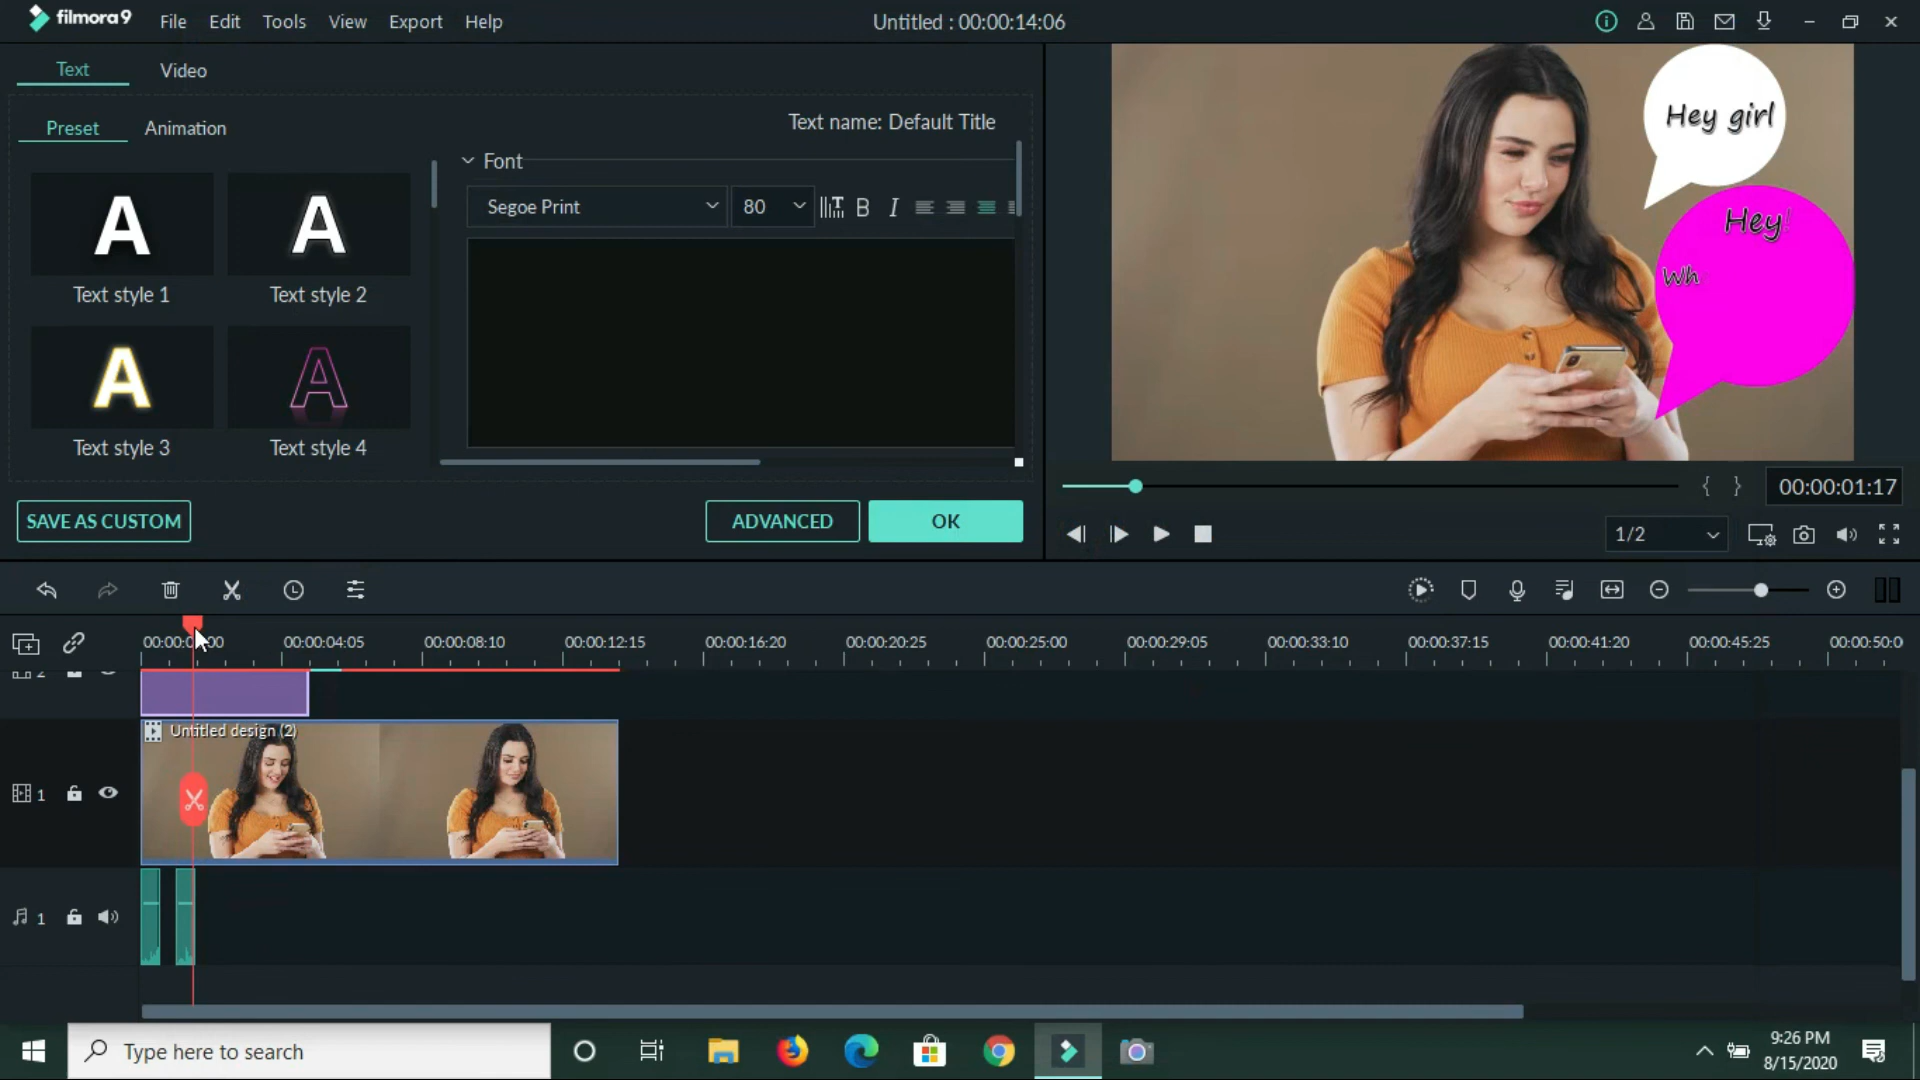 filmora9
File
Edit
Tools
View
Export
Help
Untitled : 00:00:14:06
Text
Video
Preset
Animation
Text name: Default Title
Font
Segoe Print
80
B
I
A
A
Text style 1
Text style 2
A
A
Text style 3
Text style 4
SAVE AS CUSTOM
ADVANCED
OK
Hey girl
Hey!
Wh
{ }
00:00:01:17
1/2
00:00:04:05
00:00:08:10
00:00:12:15
00:00:16:20
00:00:20:25
00:00:25:00
00:00:29:05
00:00:33:10
00:00:37:15
00:00:41:20
00:00:45:25
00:00:50:0
2
Untitled design (2)
1
1
Type here to search
9:26 PM
8/15/2020